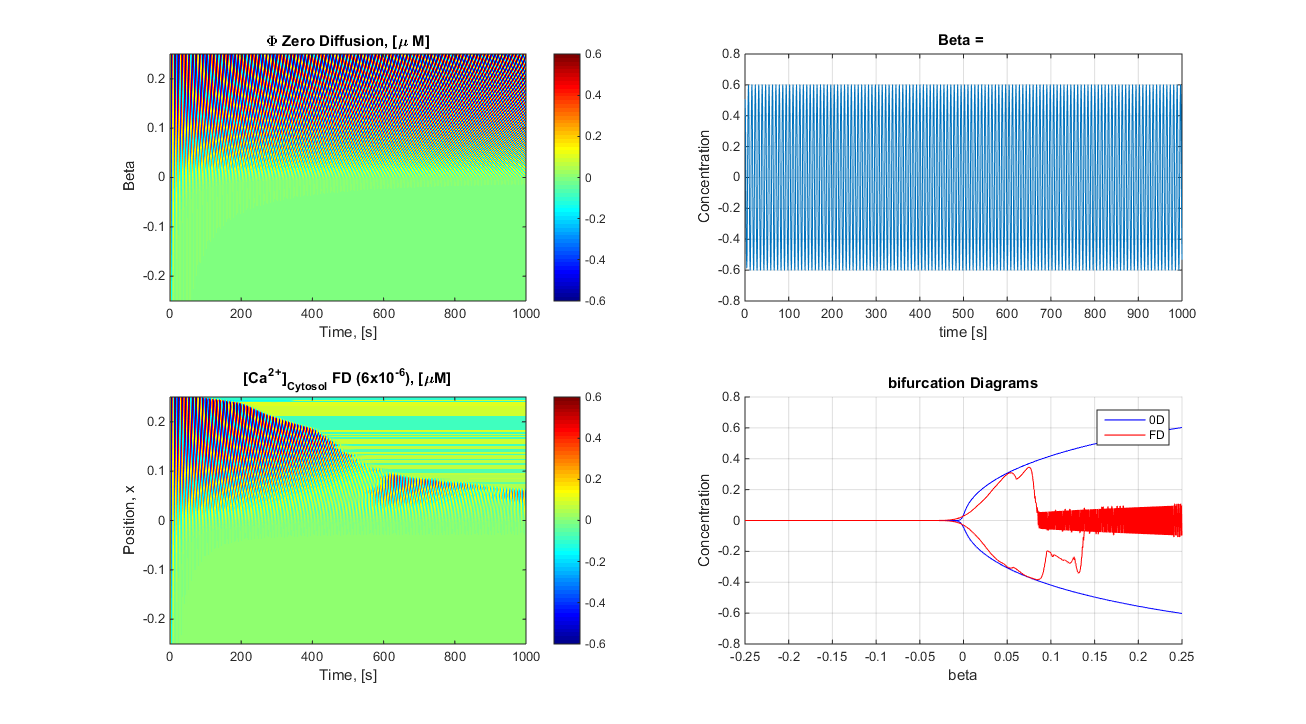 Φ Zero Diffusion, [μ M]
0.2
0.1
0
-0.1
-0.2
Beta
0 200 400 600 800 1000
Time, [s]
0.6
0.4
0.2
0
-0.2
-0.4
-0.6
Beta =
0.8
0.6
0.4
0.2
0
-0.2
-0.4
-0.6
-0.8
Concentration
0 100 200 300 400 500 600 700 800 900 1000
time [s]
[Ca2+]Cytosol FD (6x10-6), [μM]
0.2
0.1
0
-0.1
-0.2
Position, x
0 200 400 600 800 1000
Time, [s]
0.6
0.4
0.2
0
-0.2
-0.4
-0.6
bifurcation Diagrams
0.8
0.6
0.4
0.2
0
-0.2
-0.4
-0.6
-0.8
Concentration
0D
FD
-0.25 -0.2 -0.15 -0.1 -0.05 0 0.05 0.1 0.15 0.2 0.25
beta